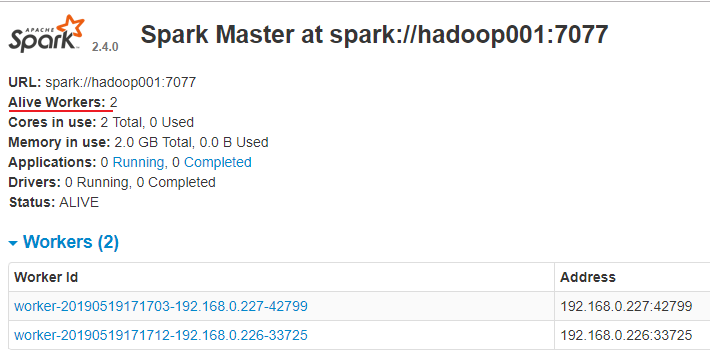 APACHE
Spark 2.4.0 Spark Master at spark://hadoop001:7077
URL: spark://hadoop001:7077
Alive Workers: 2
Cores in use: 2 Total, 0 Used
Memory in use: 2.0 GB Total, 0.0 B Used
Applications: 0 Running, 0 Completed
Drivers: 0 Running, 0 Completed
Status: ALIVE
Workers (2)
Worker Id Address
worker-20190519171703-192.168.0.227-42799 192.168.0.227:42799
worker-20190519171712-192.168.0.226-33725 192.168.0.226:33725